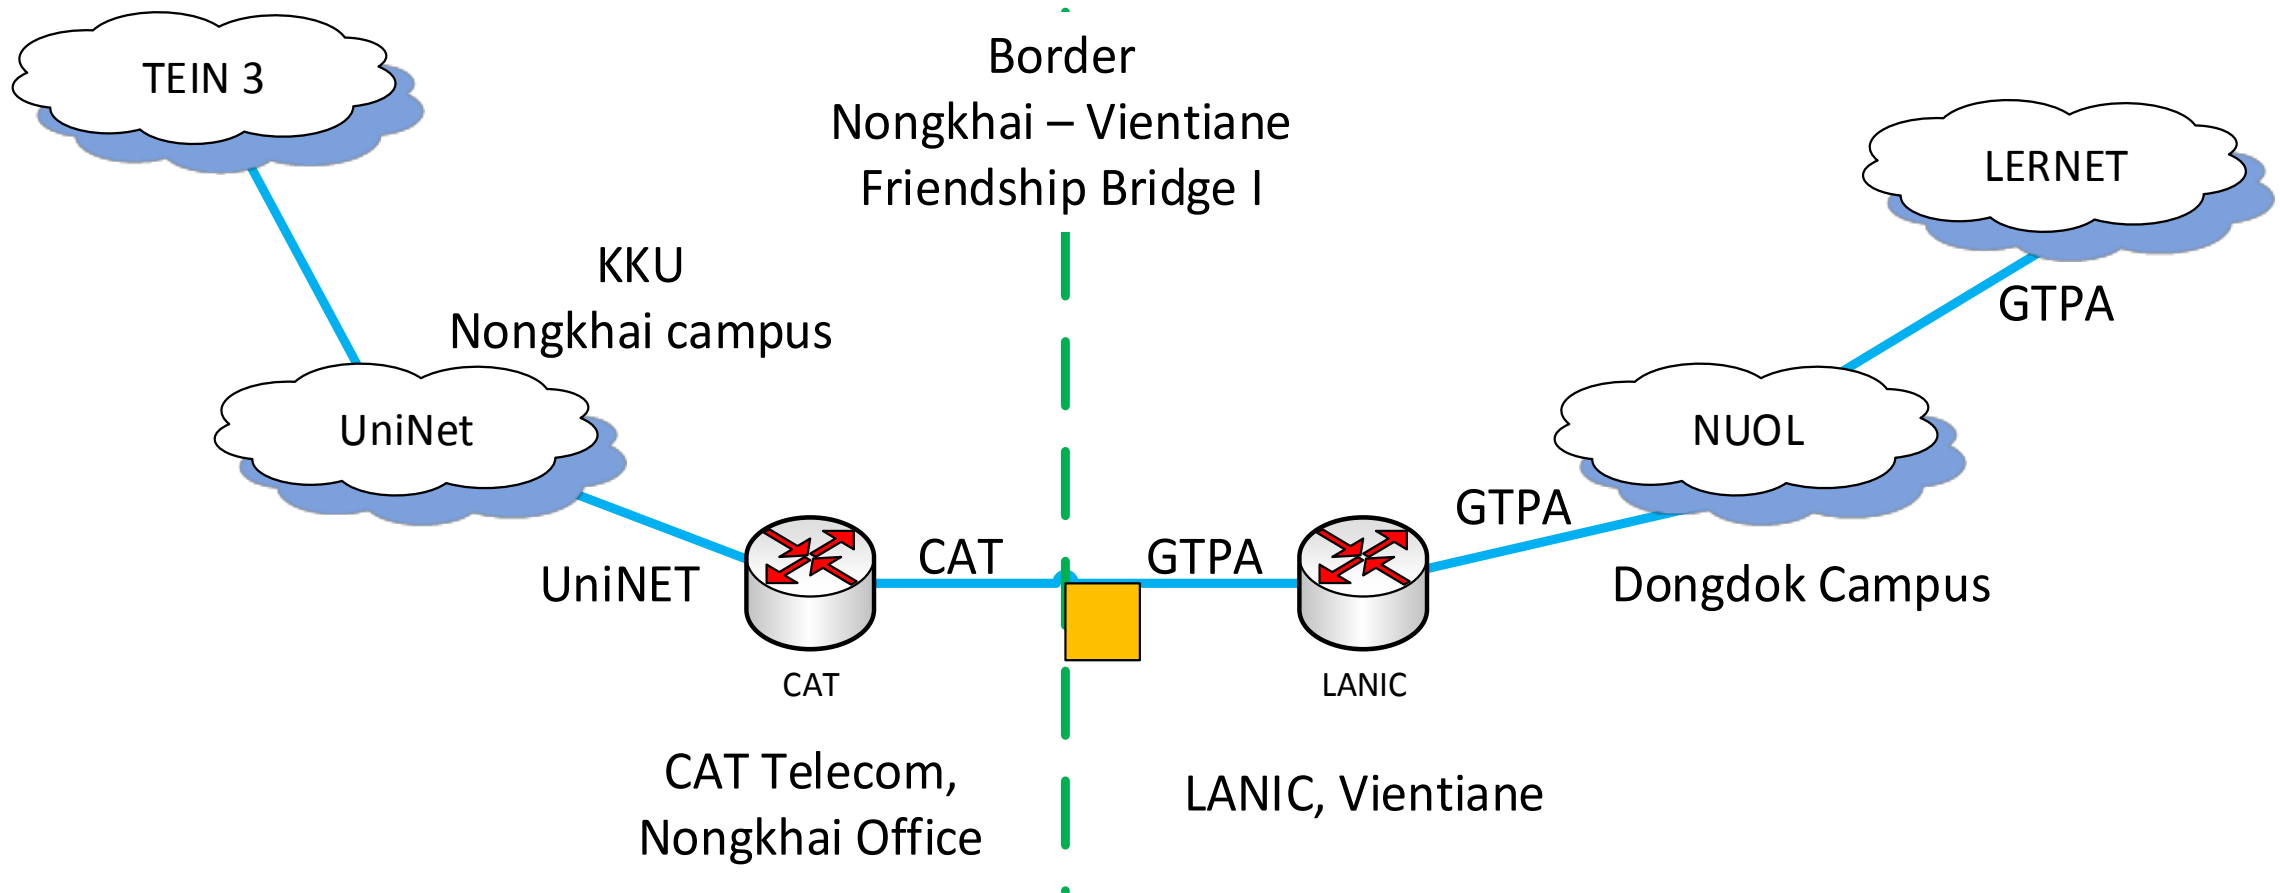 TEIN 3
Border
Nongkhai – Vientiane
Friendship Bridge I
LERNET
KKU
Nongkhai campus
GTPA
UniNet
NUOL
GTPA
UniNET
CAT
GTPA
Dongdok Campus
CAT
LANIC
CAT Telecom,
Nongkhai Office
LANIC, Vientiane